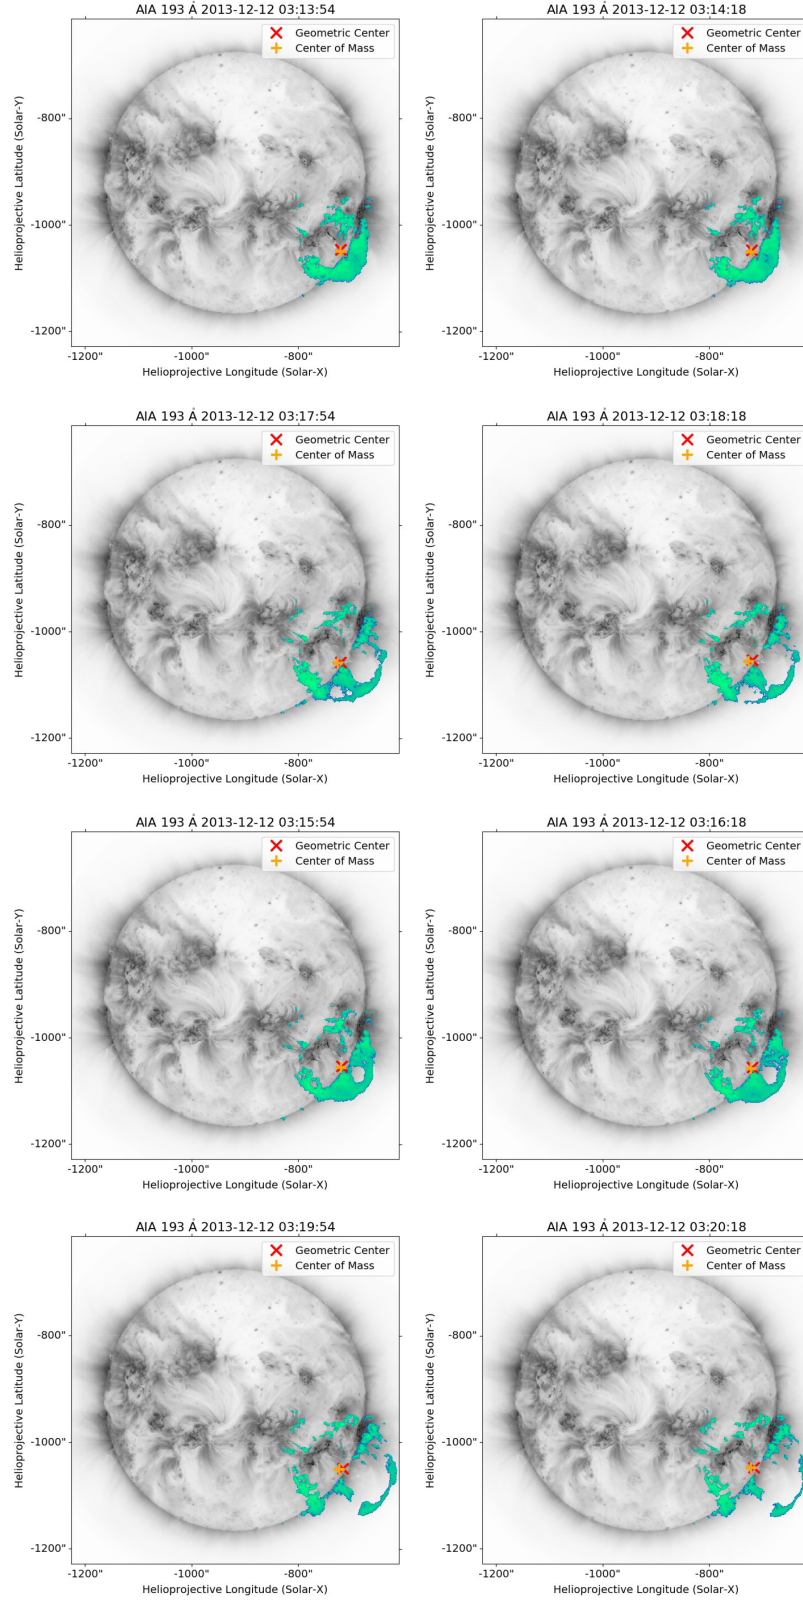 AIA 193 Å 2013-12-12 03:13:54
Geometric Center
Center of Mass
Helioprojective Latitude (Solar-Y)
-800"
-1000"
-1200"
-1200" -1000" -800"
Helioprojective Longitude (Solar-X)
AIA 193 Å 2013-12-12 03:14:18
Geometric Center
Center of Mass
Helioprojective Latitude (Solar-Y)
-800"
-1000"
-1200"
-1200" -1000" -800"
Helioprojective Longitude (Solar-X)
AIA 193 Å 2013-12-12 03:17:54
Geometric Center
Center of Mass
Helioprojective Latitude (Solar-Y)
-800"
-1000"
-1200"
-1200" -1000" -800"
Helioprojective Longitude (Solar-X)
AIA 193 Å 2013-12-12 03:18:18
Geometric Center
Center of Mass
Helioprojective Latitude (Solar-Y)
-800"
-1000"
-1200"
-1200" -1000" -800"
Helioprojective Longitude (Solar-X)
AIA 193 Å 2013-12-12 03:15:54
Geometric Center
Center of Mass
Helioprojective Latitude (Solar-Y)
-800"
-1000"
-1200"
-1200" -1000" -800"
Helioprojective Longitude (Solar-X)
AIA 193 Å 2013-12-12 03:16:18
Geometric Center
Center of Mass
Helioprojective Latitude (Solar-Y)
-800"
-1000"
-1200"
-1200" -1000" -800"
Helioprojective Longitude (Solar-X)
AIA 193 Å 2013-12-12 03:19:54
Geometric Center
Center of Mass
Helioprojective Latitude (Solar-Y)
-800"
-1000"
-1200"
-1200" -1000" -800"
Helioprojective Longitude (Solar-X)
AIA 193 Å 2013-12-12 03:20:18
Geometric Center
Center of Mass
Helioprojective Latitude (Solar-Y)
-800"
-1000"
-1200"
-1200" -1000" -800"
Helioprojective Longitude (Solar-X)